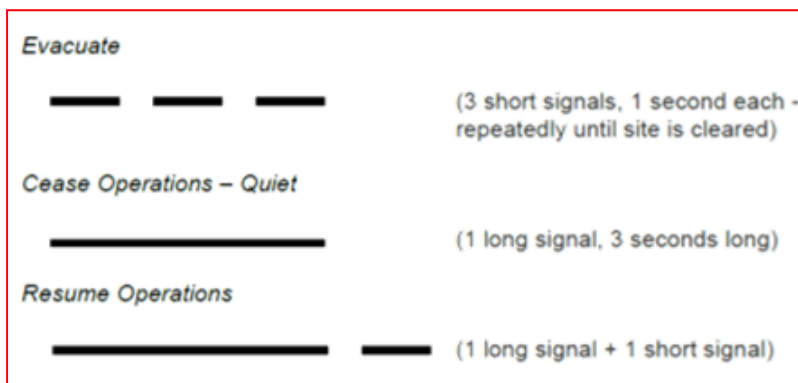 Evacuate
(3 short signals, 1 second each -
repeatedly until site is cleared)
Cease Operations – Quiet
(1 long signal, 3 seconds long)
Resume Operations
(1 long signal + 1 short signal)